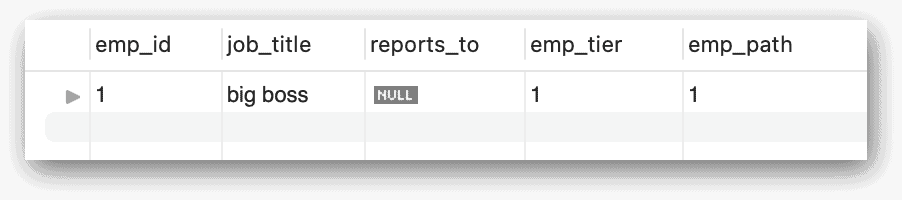 emp_id job_title reports_to emp_tier emp_path
1 big boss NULL 1 1